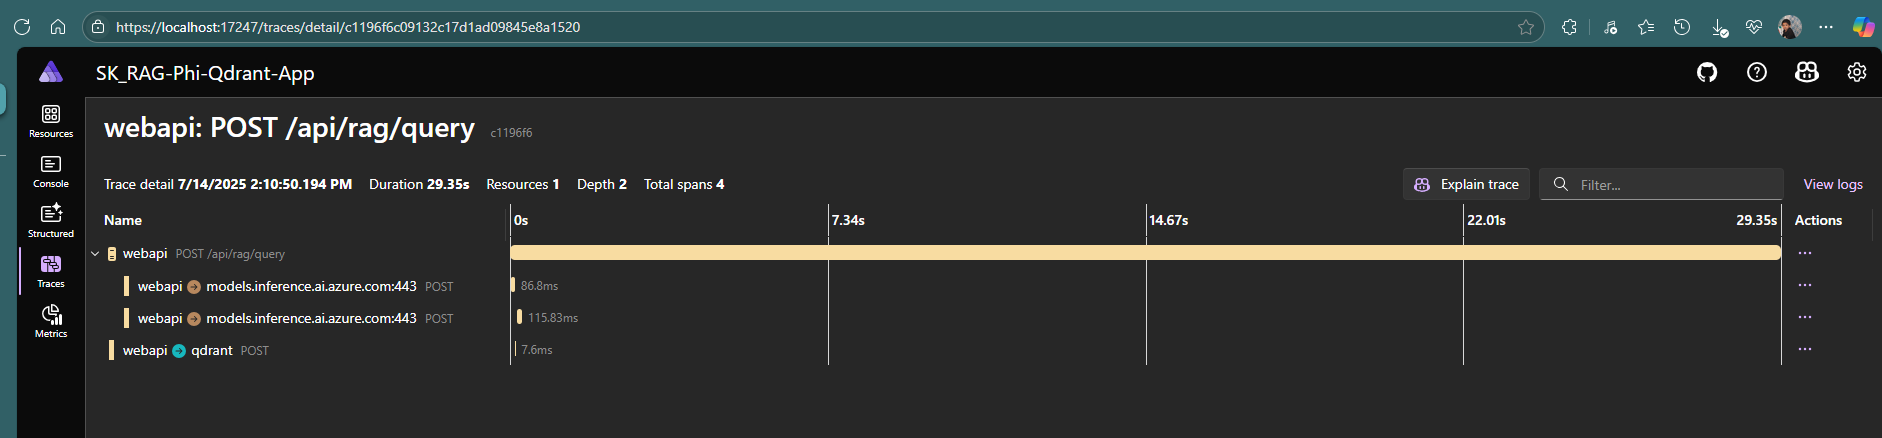 https://localhost:17247/traces/detail/c1196f6c09132c17d1ad09845e8a1520
SK_RAG-Phi-Qdrant-App
Resources
Console
Structured
Traces
Metrics
webapi: POST /api/rag/query c1196f6
Trace detail 7/14/2025 2:10:50.194 PM Duration 29.35s Resources 1 Depth 2 Total spans 4
Explain trace Filter... View logs
Name 0s 7.34s 14.67s 22.01s 29.35s Actions
webapi POST /api/rag/query
webapi models.inference.ai.azure.com:443 POST 86.8ms
webapi models.inference.ai.azure.com:443 POST 115.83ms
webapi qdrant POST 7.6ms